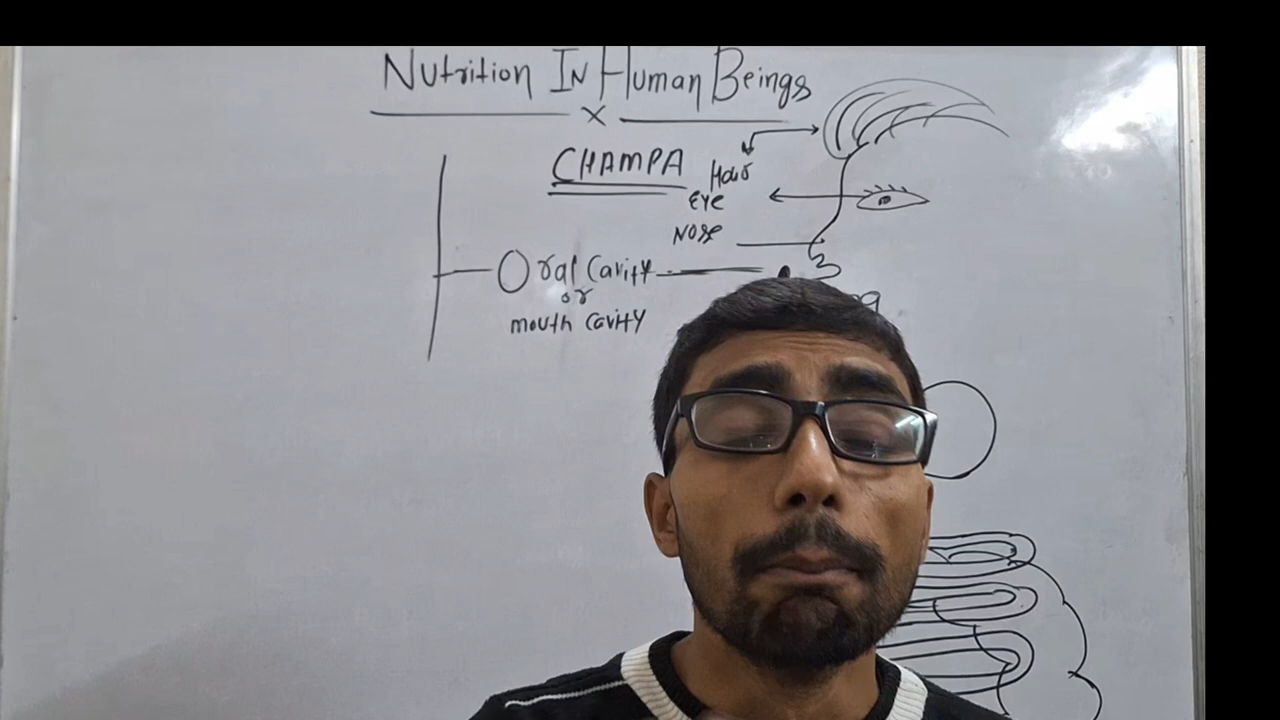 Nutrition In Human Beings
x
CHAMPA
Hair
EYE
NOSE
Oral Cavity
or
mouth Cavity